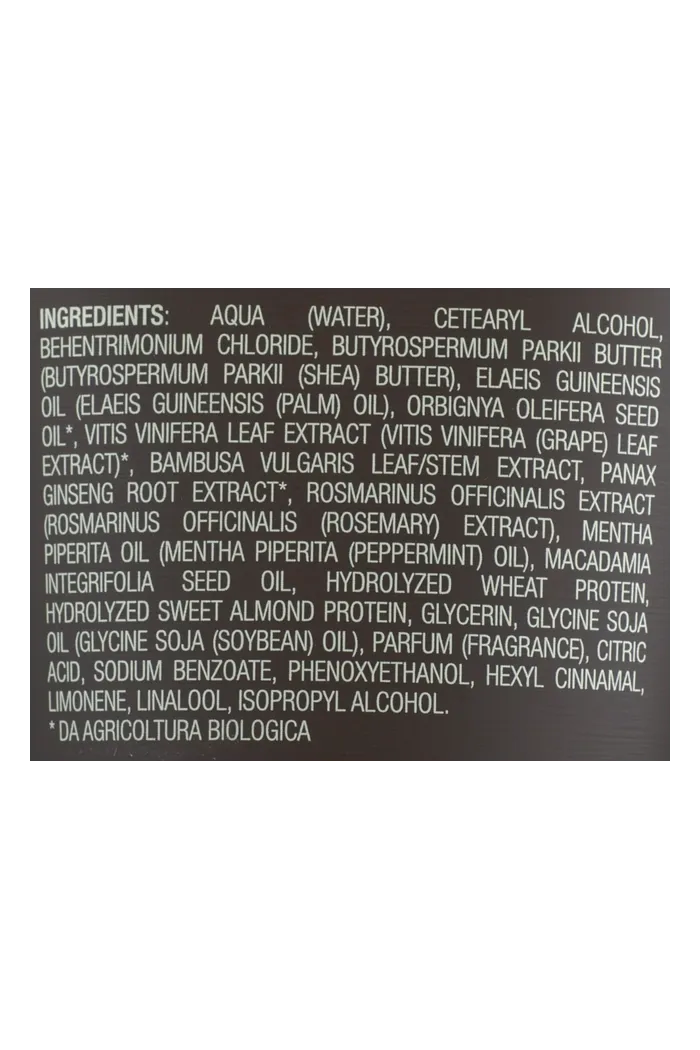 INGREDIENTS: AQUA (WATER), CETEARYL ALCOHOL,
BEHENTRIMONIUM CHLORIDE, BUTYROSPERMUM PARKII BUTTER
(BUTYROSPERMUM PARKII (SHEA) BUTTER), ELAEIS GUINEENSIS
OIL (ELAEIS GUINEENSIS (PALM) OIL), ORBIGNYA OLEIFERA SEED
OIL*, VITIS VINIFERA LEAF EXTRACT (VITIS VINIFERA (GRAPE) LEAF
EXTRACT)*, BAMBUSA VULGARIS LEAF/STEM EXTRACT, PANAX
GINSENG ROOT EXTRACT*, ROSMARINUS OFFICINALIS EXTRACT
(ROSMARINUS OFFICINALIS (ROSEMARY) EXTRACT), MENTHA
PIPERITA OIL (MENTHA PIPERITA (PEPPERMINT) OIL), MACADAMIA
INTEGRIFOLIA SEED OIL, HYDROLYZED WHEAT PROTEIN,
HYDROLYZED SWEET ALMOND PROTEIN, GLYCERIN, GLYCINE SOJA
OIL (GLYCINE SOJA (SOYBEAN) OIL), PARFUM (FRAGRANCE), CITRIC
ACID, SODIUM BENZOATE, PHENOXYETHANOL, HEXYL CINNAMAL,
LIMONENE, LINALOOL, ISOPROPYL ALCOHOL.
* DA AGRICOLTURA BIOLOGICA